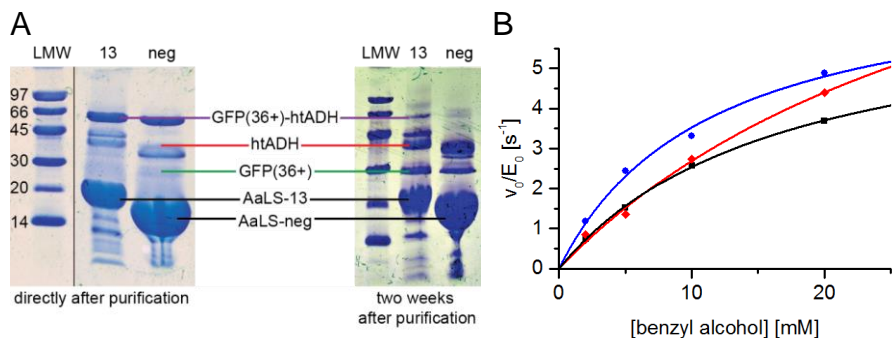 A
LMW 13 neg
97
66
45
30
20
14
GFP(36+)-htADH
htADH
GFP(36+)
AaLS-13
AaLS-neg
directly after purification
LMW 13 neg
two weeks
after purification
B
v₀/E₀ [s⁻¹]
5
4
3
2
1
0
0 10 20
[benzyl alcohol] [mM]